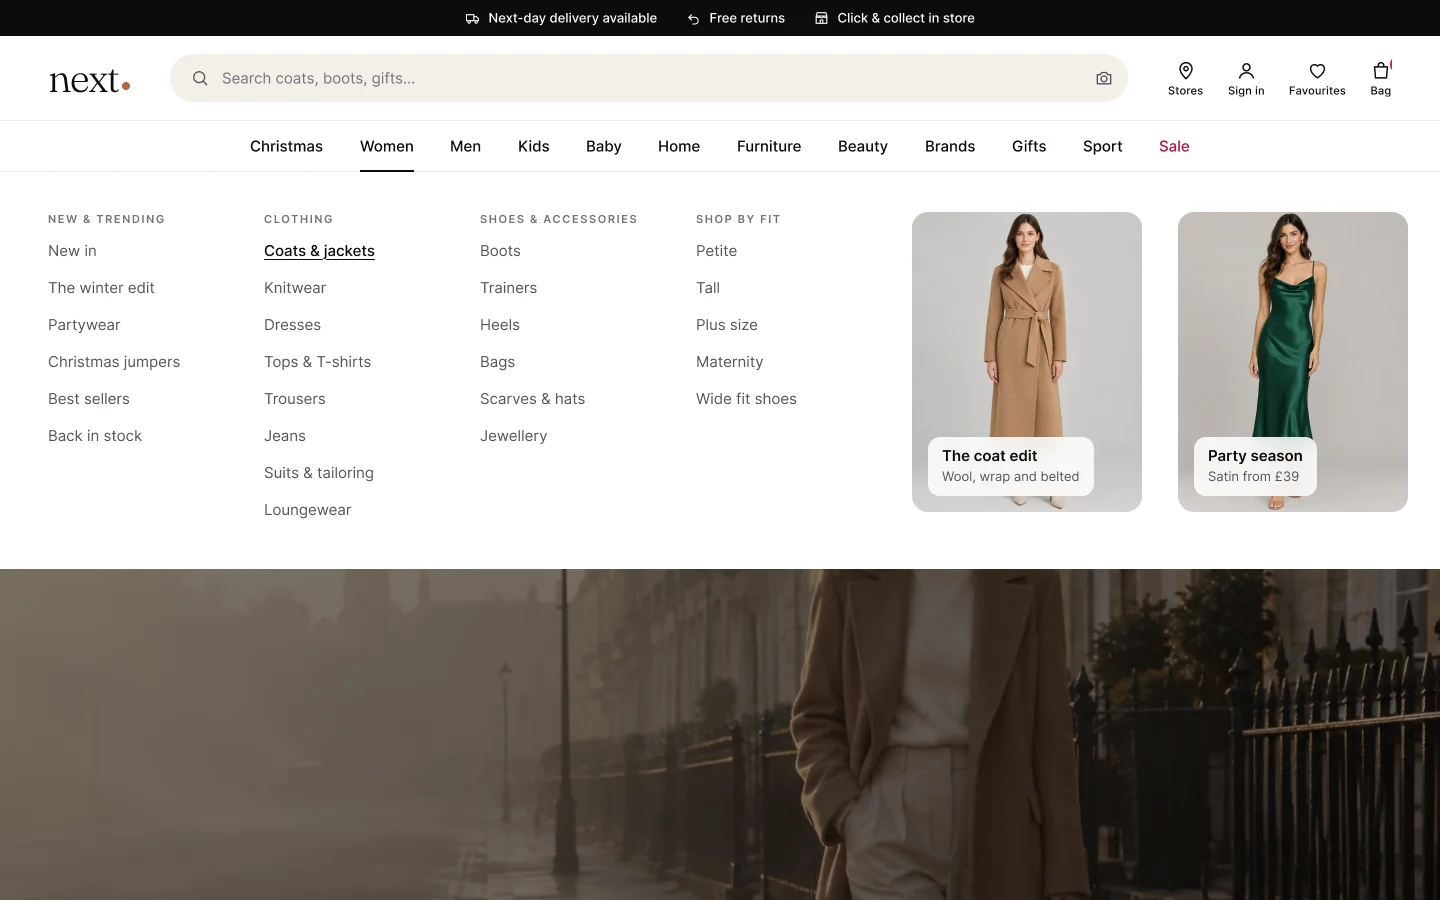 Next-day delivery available
Free returns
Click & collect in store
next.
Search coats, boots, gifts...
Stores
Sign in
Favourites
Bag
Christmas
Women
Men
Kids
Baby
Home
Furniture
Beauty
Brands
Gifts
Sport
Sale
NEW & TRENDING
New in
The winter edit
Partywear
Christmas jumpers
Best sellers
Back in stock
CLOTHING
Coats & jackets
Knitwear
Dresses
Tops & T-shirts
Trousers
Jeans
Suits & tailoring
Loungewear
SHOES & ACCESSORIES
Boots
Trainers
Heels
Bags
Scarves & hats
Jewellery
SHOP BY FIT
Petite
Tall
Plus size
Maternity
Wide fit shoes
The coat edit
Wool, wrap and belted
Party season
Satin from £39